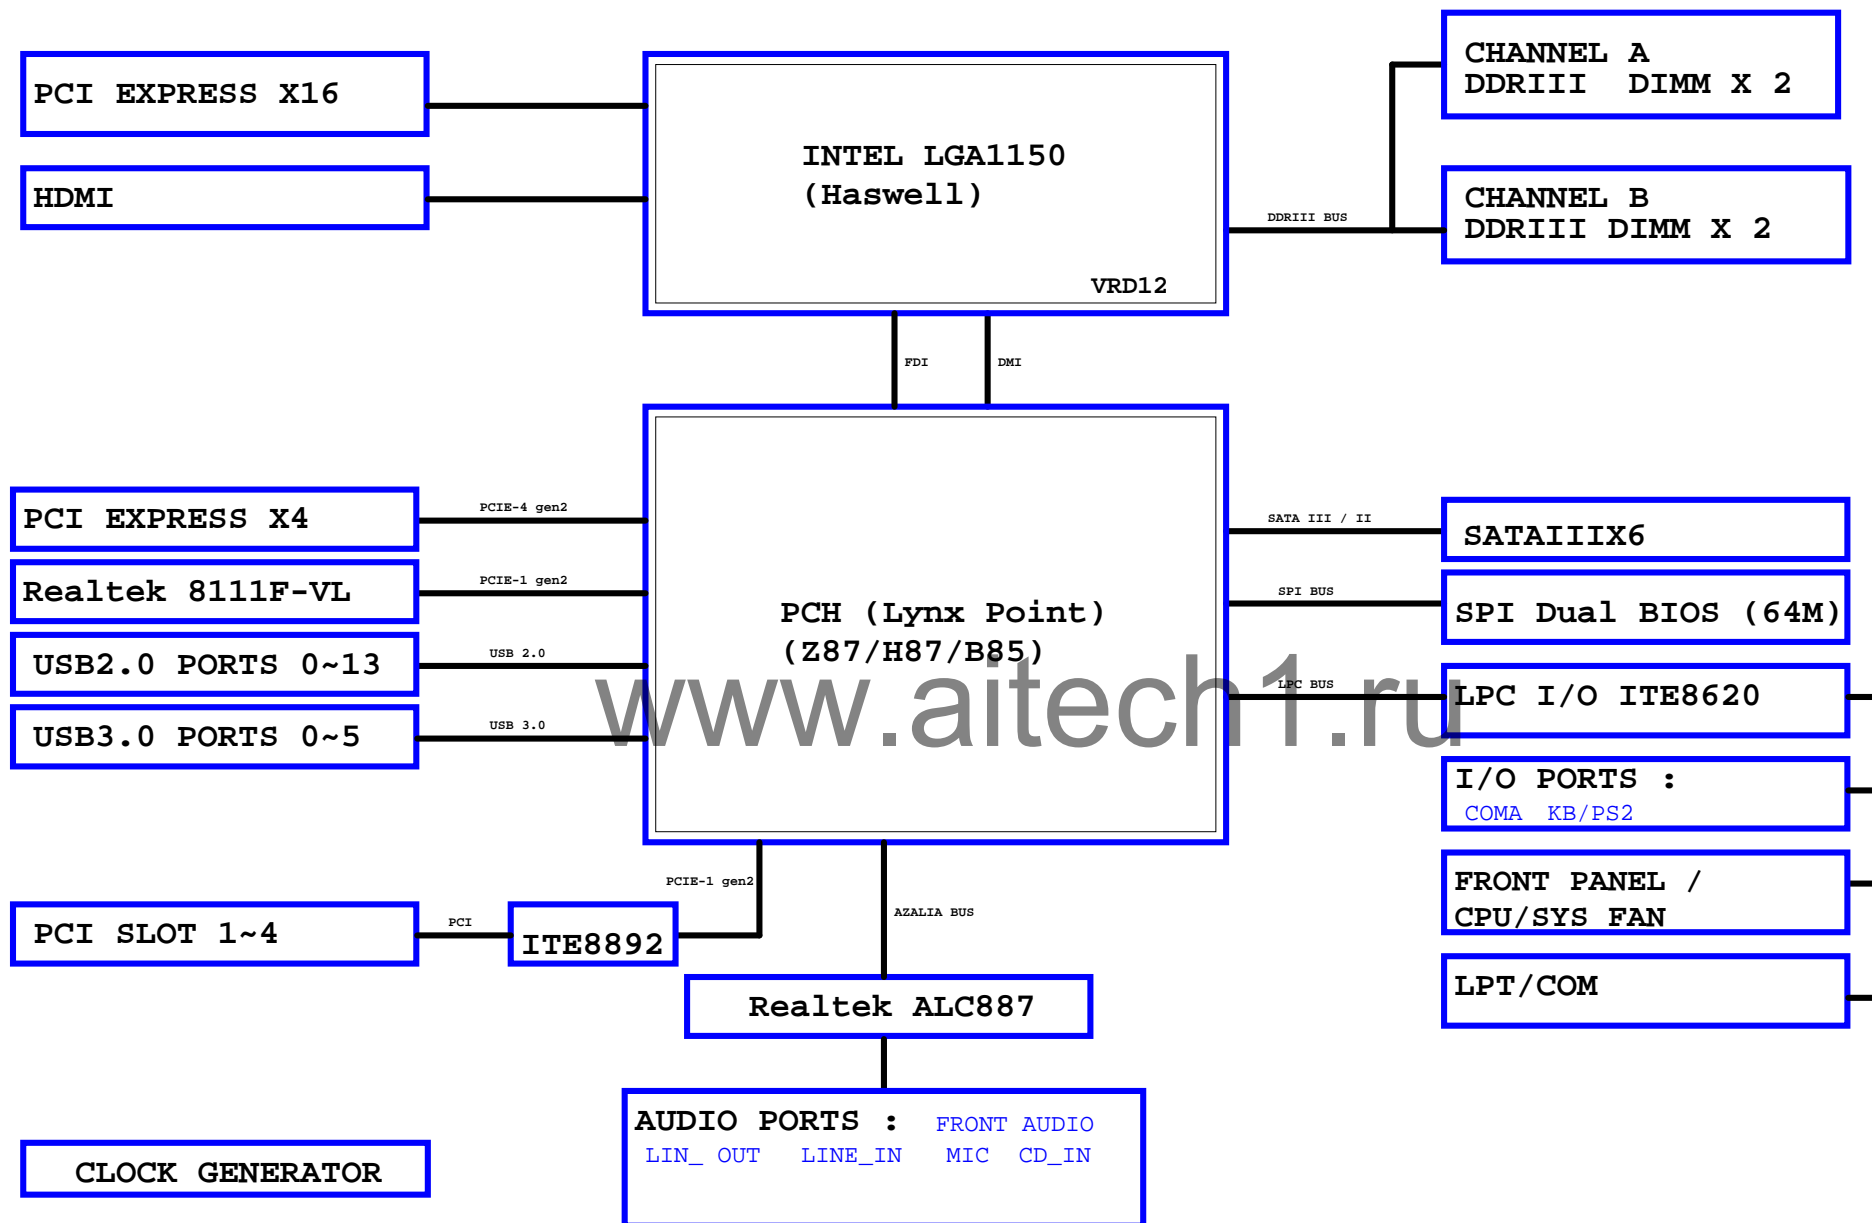 PCI EXPRESS X16
HDMI
INTEL LGA1150
(Haswell)
VRD12
CHANNEL A
DDRIII DIMM X 2
DDRIII BUS
CHANNEL B
DDRIII DIMM X 2
FDI
DMI
PCI EXPRESS X4
PCIE-4 gen2
Realtek 8111F-VL
PCIE-1 gen2
USB2.0 PORTS 0~13
USB 2.0
USB3.0 PORTS 0~5
USB 3.0
PCH (Lynx Point)
(Z87/H87/B85)
www.aitech1.ru
SATA III / II
SATAIIIX6
SPI BUS
SPI Dual BIOS (64M)
LPC BUS
LPC I/O ITE8620
I/O PORTS :
COMA KB/PS2
FRONT PANEL /
CPU/SYS FAN
LPT/COM
PCI SLOT 1~4
PCI
ITE8892
PCIE-1 gen2
AZALIA BUS
Realtek ALC887
AUDIO PORTS : FRONT AUDIO
LIN_ OUT LINE_IN MIC CD_IN
CLOCK GENERATOR